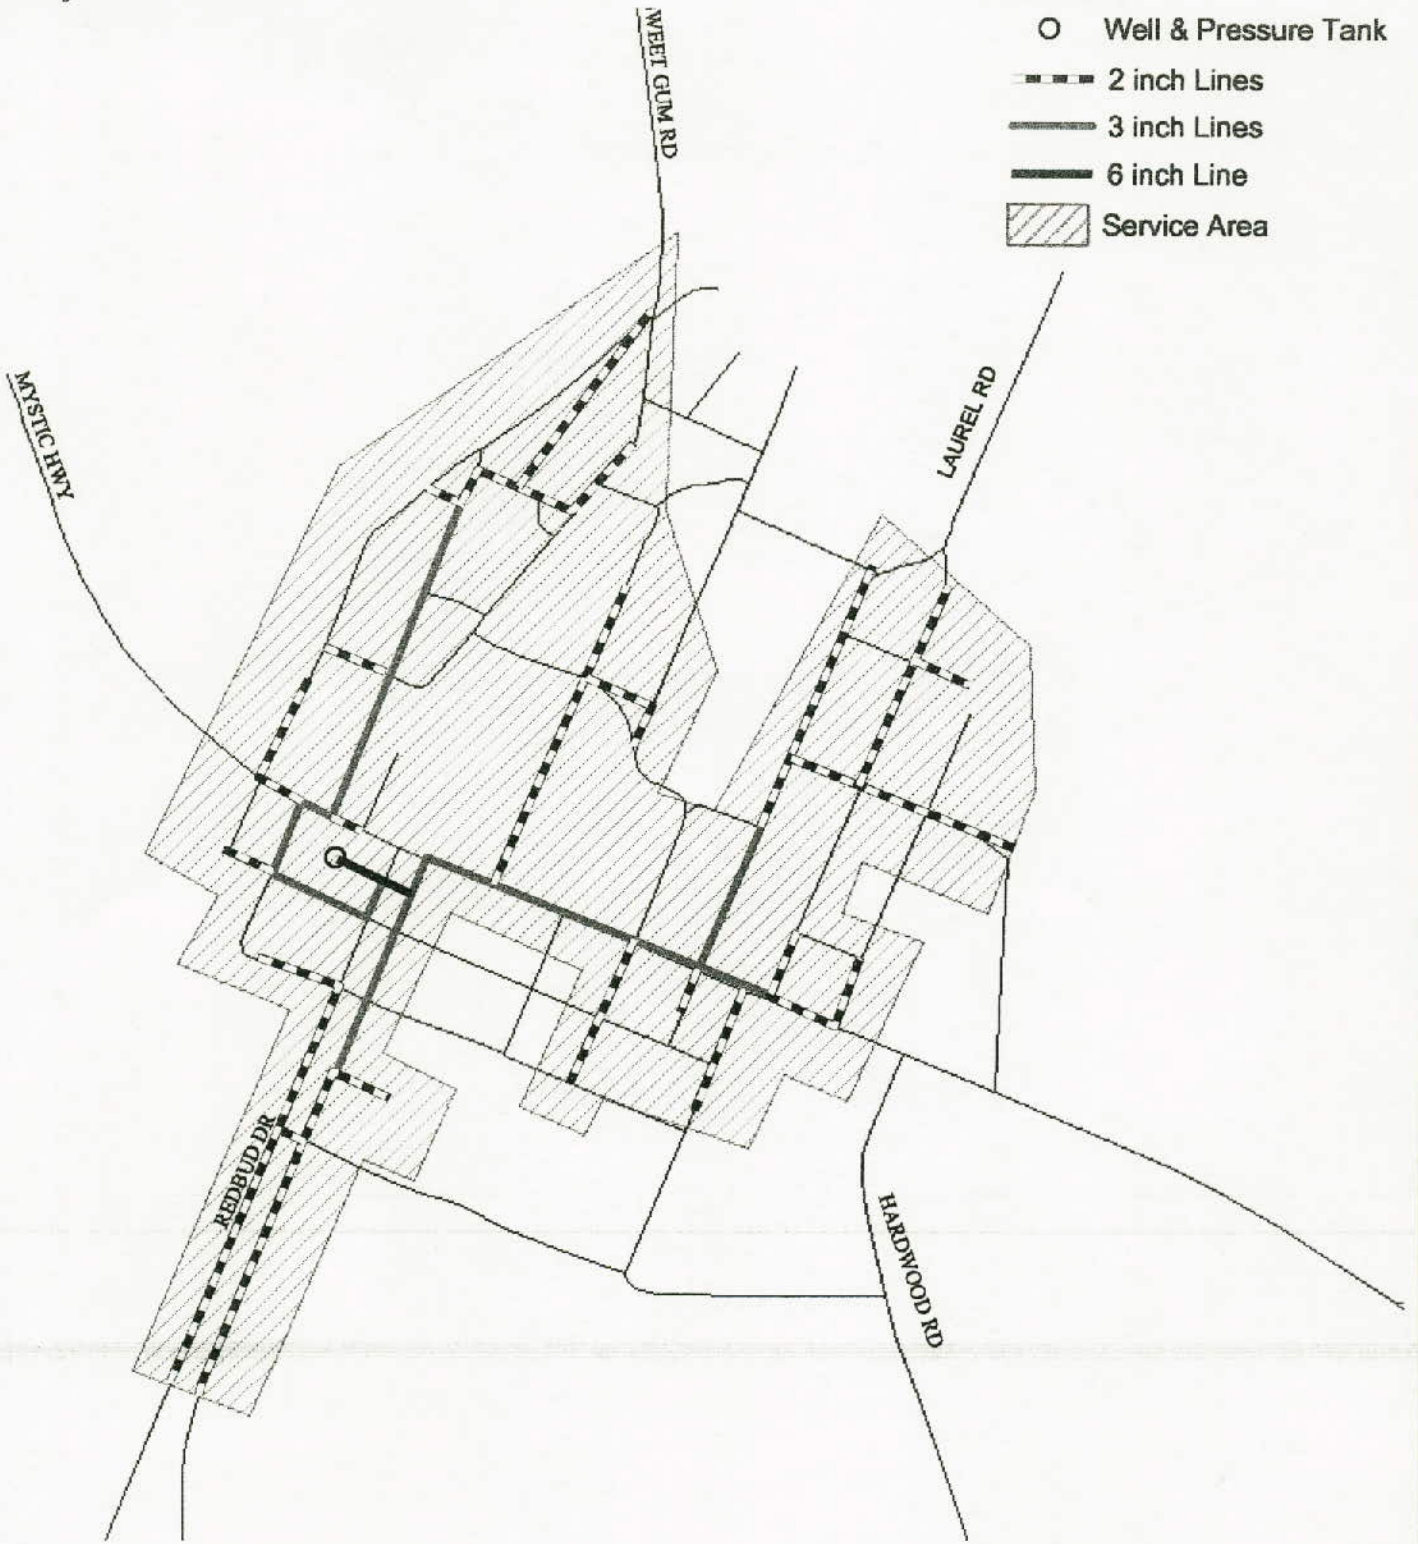 Well & Pressure Tank
2 inch Lines
3 inch Lines
6 inch Line
Service Area
WEET GUM RD
LAUREL RD
MYSTIC HWY
REDBUD DR
HARDWOOD RD